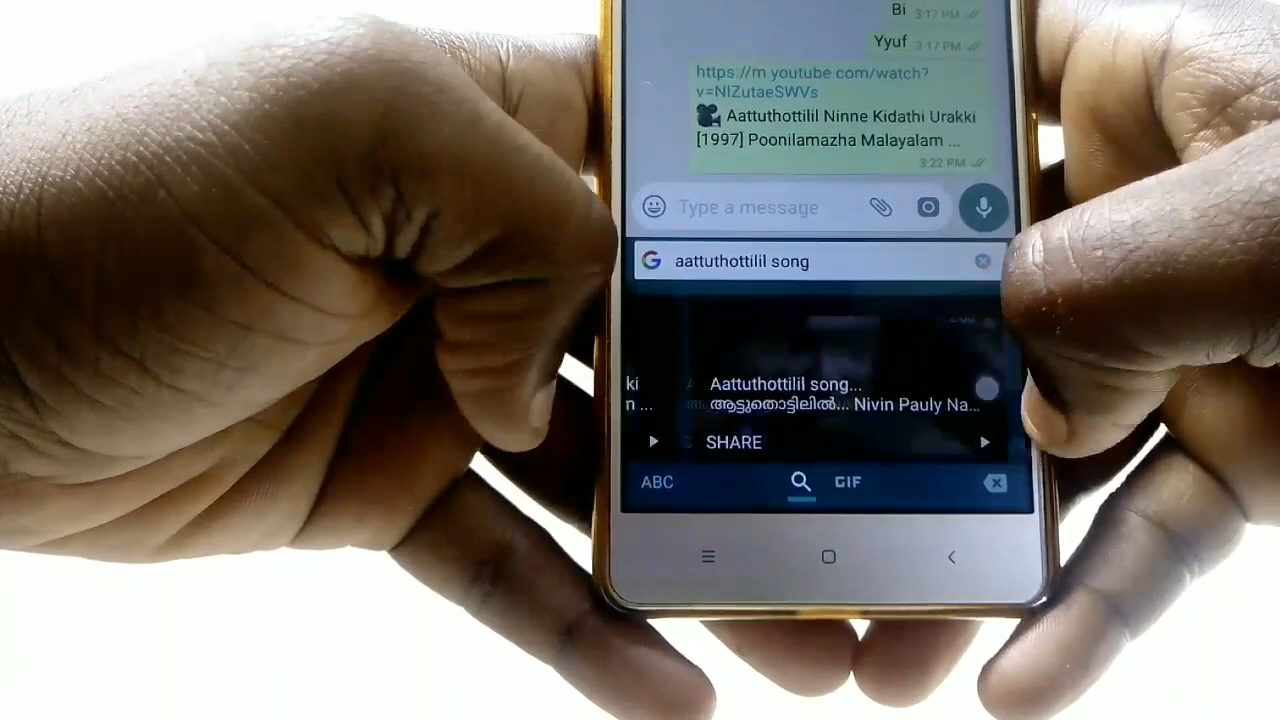 Bi 3:17 PM
Yyuf 3:17 PM
https://m.youtube.com/watch?
v=NIZutaeSWVs
Aattuthottilil Ninne Kidathi Urakki
[1997] Poonilamazha Malayalam ...
3:22 PM
Type a message
G aattuthottilil song
ki Aattuthottilil song...
n ... ആട്ടുതൊട്ടിലിൽ... Nivin Pauly Na...
SHARE
ABC GIF